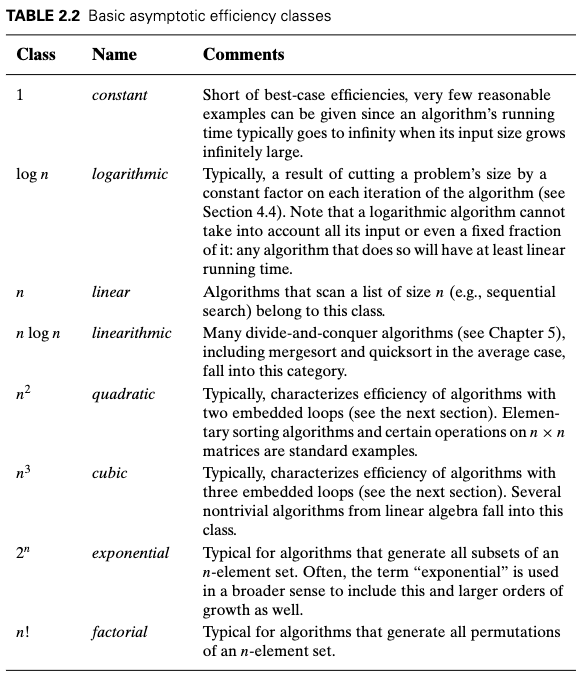 TABLE 2.2 Basic asymptotic efficiency classes
Class Name Comments
1 constant Short of best-case efficiencies, very few reasonable
examples can be given since an algorithm's running
time typically goes to infinity when its input size grows
infinitely large.
log n logarithmic Typically, a result of cutting a problem's size by a
constant factor on each iteration of the algorithm (see
Section 4.4). Note that a logarithmic algorithm cannot
take into account all its input or even a fixed fraction
of it: any algorithm that does so will have at least linear
running time.
n linear Algorithms that scan a list of size n (e.g., sequential
search) belong to this class.
n log n linearithmic Many divide-and-conquer algorithms (see Chapter 5),
including mergesort and quicksort in the average case,
fall into this category.
n² quadratic Typically, characterizes efficiency of algorithms with
two embedded loops (see the next section). Elemen-
tary sorting algorithms and certain operations on n × n
matrices are standard examples.
n³ cubic Typically, characterizes efficiency of algorithms with
three embedded loops (see the next section). Several
nontrivial algorithms from linear algebra fall into this
class.
2ⁿ exponential Typical for algorithms that generate all subsets of an
n-element set. Often, the term “exponential” is used
in a broader sense to include this and larger orders of
growth as well.
n! factorial Typical for algorithms that generate all permutations
of an n-element set.